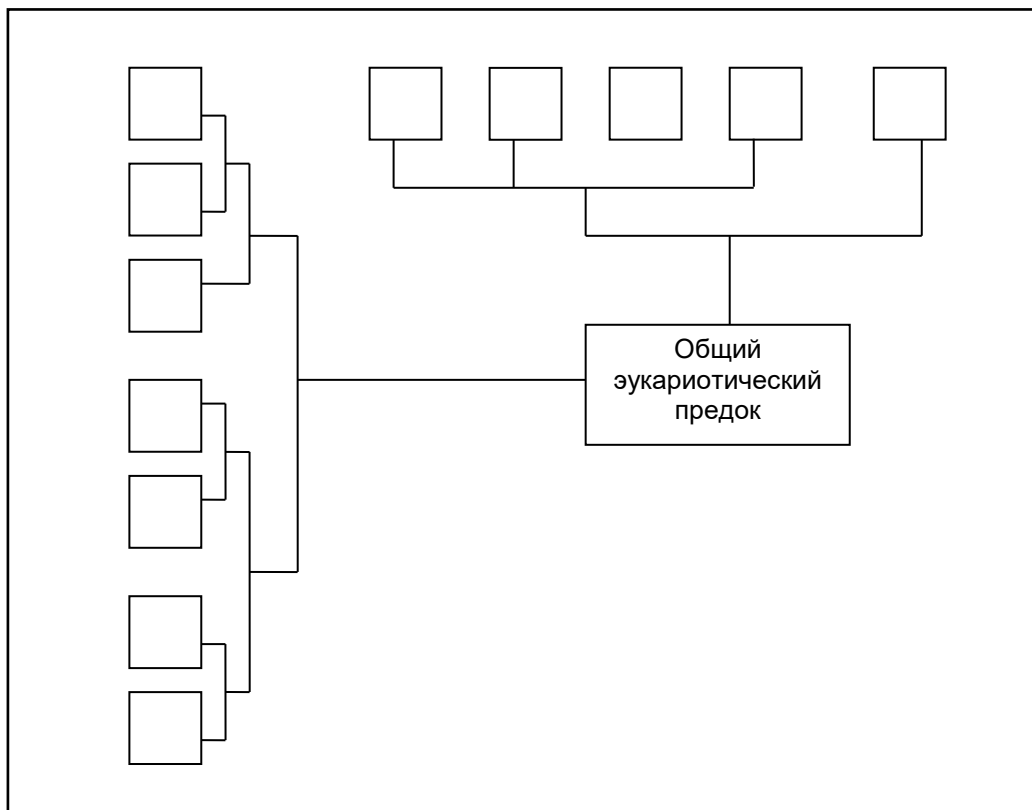 Общий
эукариотический
предок